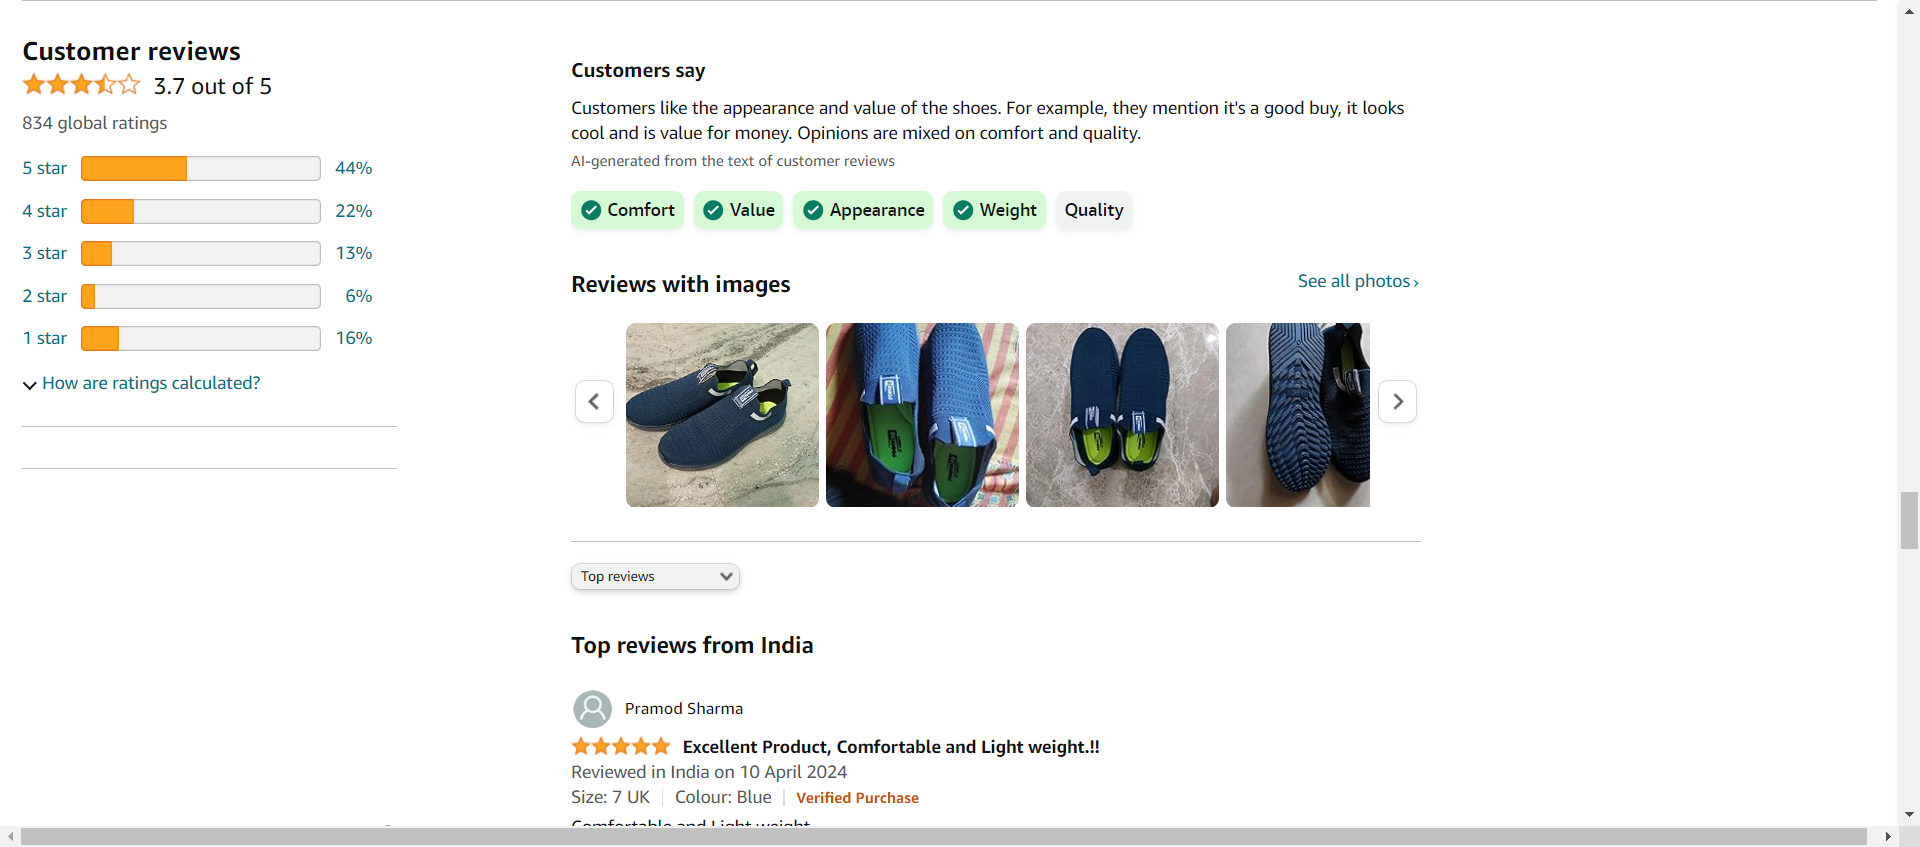 Customer reviews
3.7 out of 5
834 global ratings
5 star 44%
4 star 22%
3 star 13%
2 star 6%
1 star 16%
How are ratings calculated?
Customers say
Customers like the appearance and value of the shoes. For example, they mention it's a good buy, it looks
cool and is value for money. Opinions are mixed on comfort and quality.
AI-generated from the text of customer reviews
Comfort Value Appearance Weight Quality
Reviews with images
See all photos ›
Top reviews
Top reviews from India
Pramod Sharma
Excellent Product, Comfortable and Light weight.!!
Reviewed in India on 10 April 2024
Size: 7 UK | Colour: Blue | Verified Purchase
Comfortable and Light weight